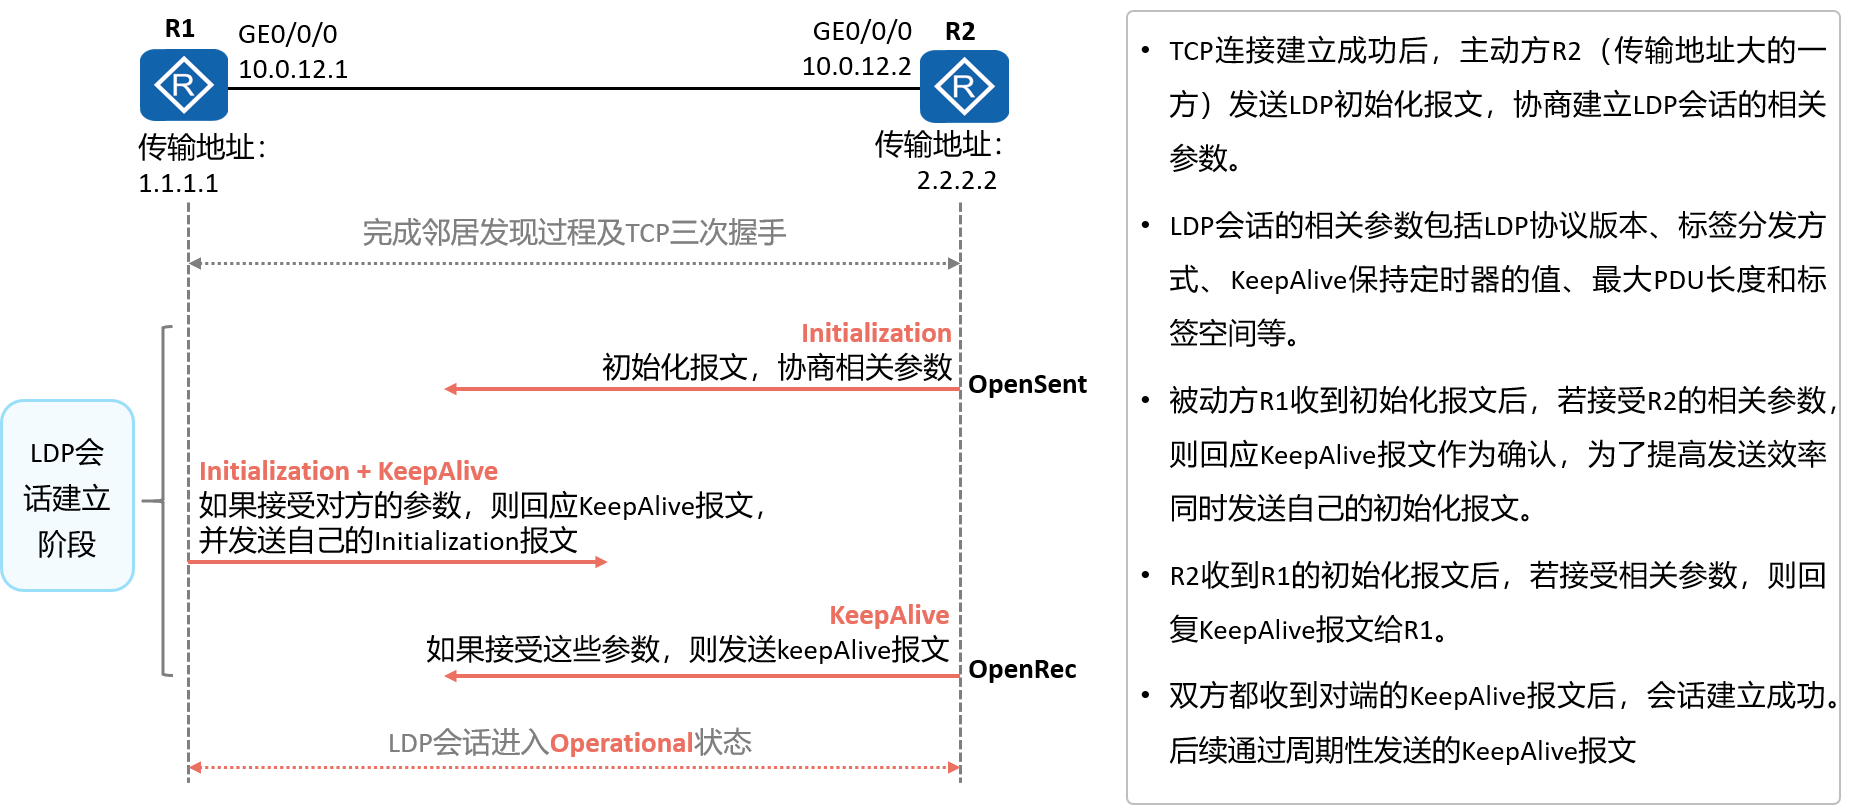 R1
GE0/0/0
10.0.12.1
GE0/0/0
10.0.12.2
R2
R
R
传输地址：
1.1.1.1
传输地址：
2.2.2.2
完成邻居发现过程及TCP三次握手
Initialization
初始化报文，协商相关参数
OpenSent
LDP会
话建立
阶段
Initialization + KeepAlive
如果接受对方的参数，则回应KeepAlive报文，
并发送自己的Initialization报文
KeepAlive
如果接受这些参数，则发送keepAlive报文
OpenRec
LDP会话进入Operational状态
• TCP连接建立成功后，主动方R2（传输地址大的一
方）发送LDP初始化报文，协商建立LDP会话的相关
参数。
• LDP会话的相关参数包括LDP协议版本、标签分发方
式、KeepAlive保持定时器的值、最大PDU长度和标
签空间等。
• 被动方R1收到初始化报文后，若接受R2的相关参数，
则回应KeepAlive报文作为确认，为了提高发送效率
同时发送自己的初始化报文。
• R2收到R1的初始化报文后，若接受相关参数，则回
复KeepAlive报文给R1。
• 双方都收到对端的KeepAlive报文后，会话建立成功。
后续通过周期性发送的KeepAlive报文